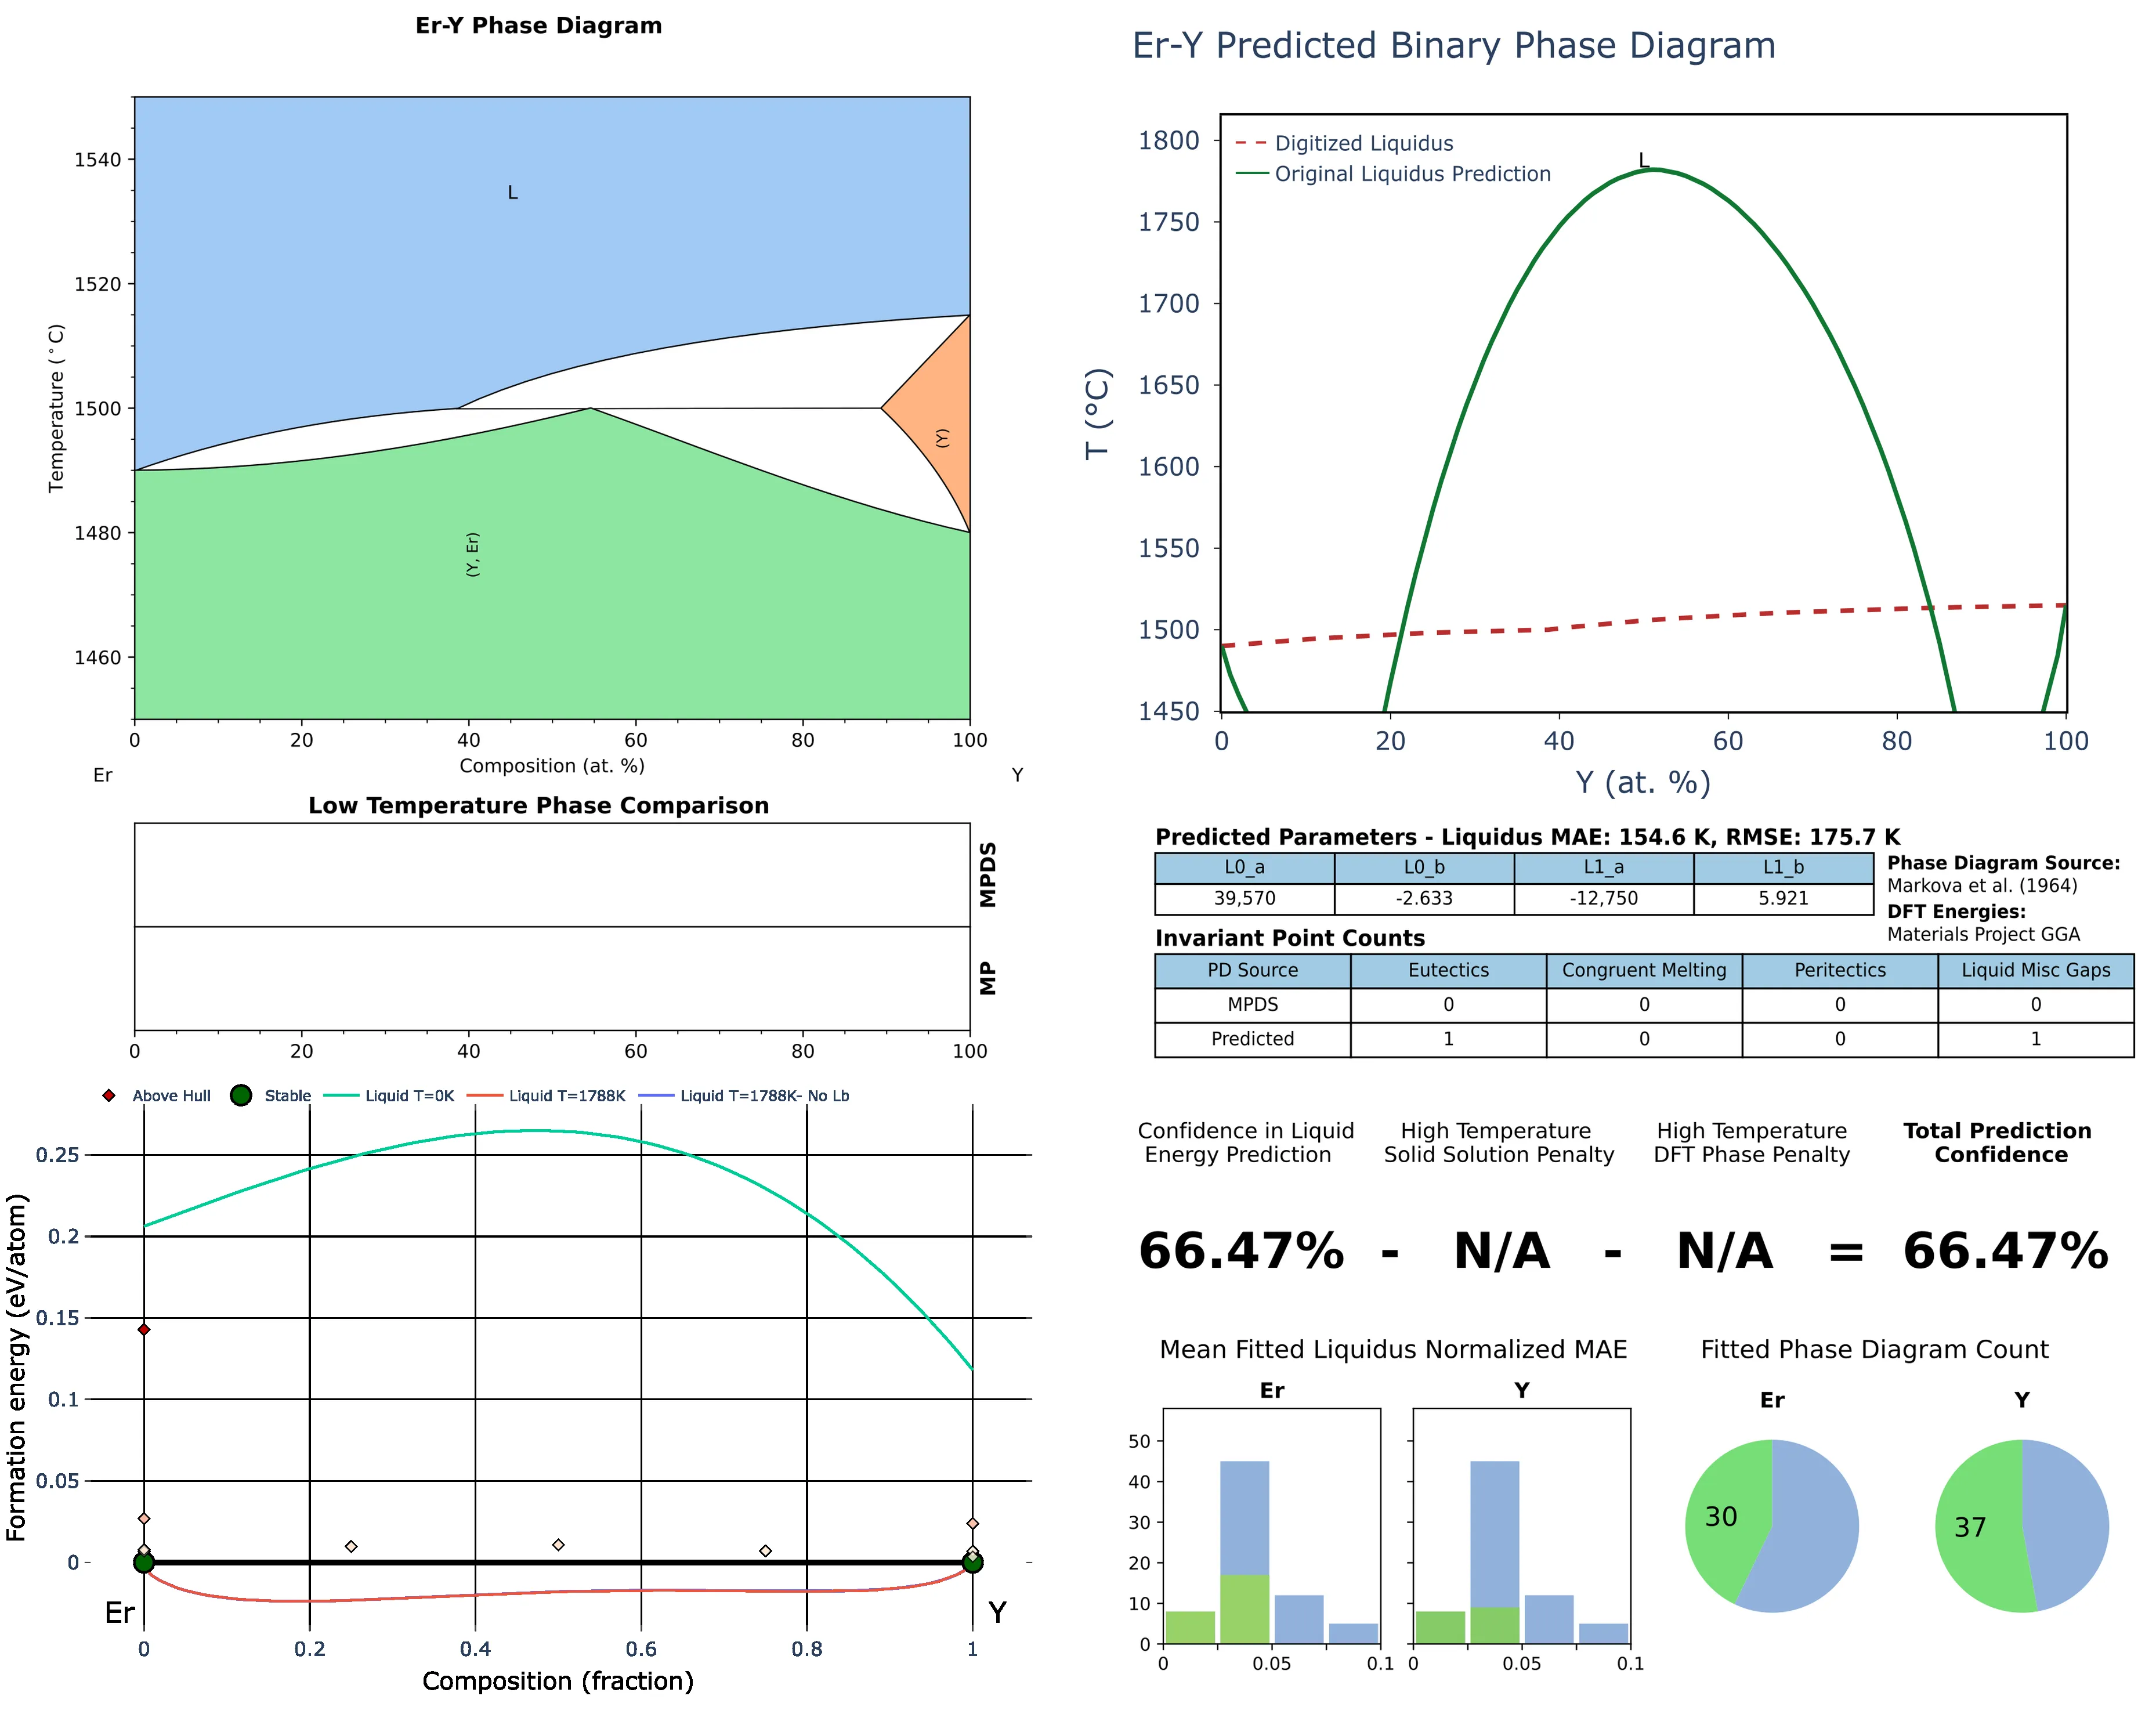 Er-Y Phase Diagram
1540
1520
1500
1480
1460
Temperature (°C)
L
(Y)
(Y, Er)
0 20 40 60 80 100
Composition (at. %)
Er Y
Low Temperature Phase Comparison
MPDS
MP
0 20 40 60 80 100
Above Hull Stable Liquid T=0K Liquid T=1788K Liquid T=1788K- No Lb
0.25
0.2
0.15
0.1
0.05
0
Formation energy (eV/atom)
Er Y
0 0.2 0.4 0.6 0.8 1
Composition (fraction)
Er-Y Predicted Binary Phase Diagram
Digitized Liquidus
Original Liquidus Prediction
L
1800
1750
1700
1650
1600
1550
1500
1450
T (°C)
0 20 40 60 80 100
Y (at. %)
Predicted Parameters - Liquidus MAE: 154.6 K, RMSE: 175.7 K
L0_a L0_b L1_a L1_b
39,570 -2.633 -12,750 5.921
Phase Diagram Source:
Markova et al. (1964)
DFT Energies:
Materials Project GGA
Invariant Point Counts
PD Source Eutectics Congruent Melting Peritectics Liquid Misc Gaps
MPDS 0 0 0 0
Predicted 1 0 0 1
Confidence in Liquid
Energy Prediction
High Temperature
Solid Solution Penalty
High Temperature
DFT Phase Penalty
Total Prediction
Confidence
66.47% - N/A - N/A = 66.47%
Mean Fitted Liquidus Normalized MAE
Er Y
50
40
30
20
10
0
0 0.05 0.1 0 0.05 0.1
Fitted Phase Diagram Count
Er Y
30 37